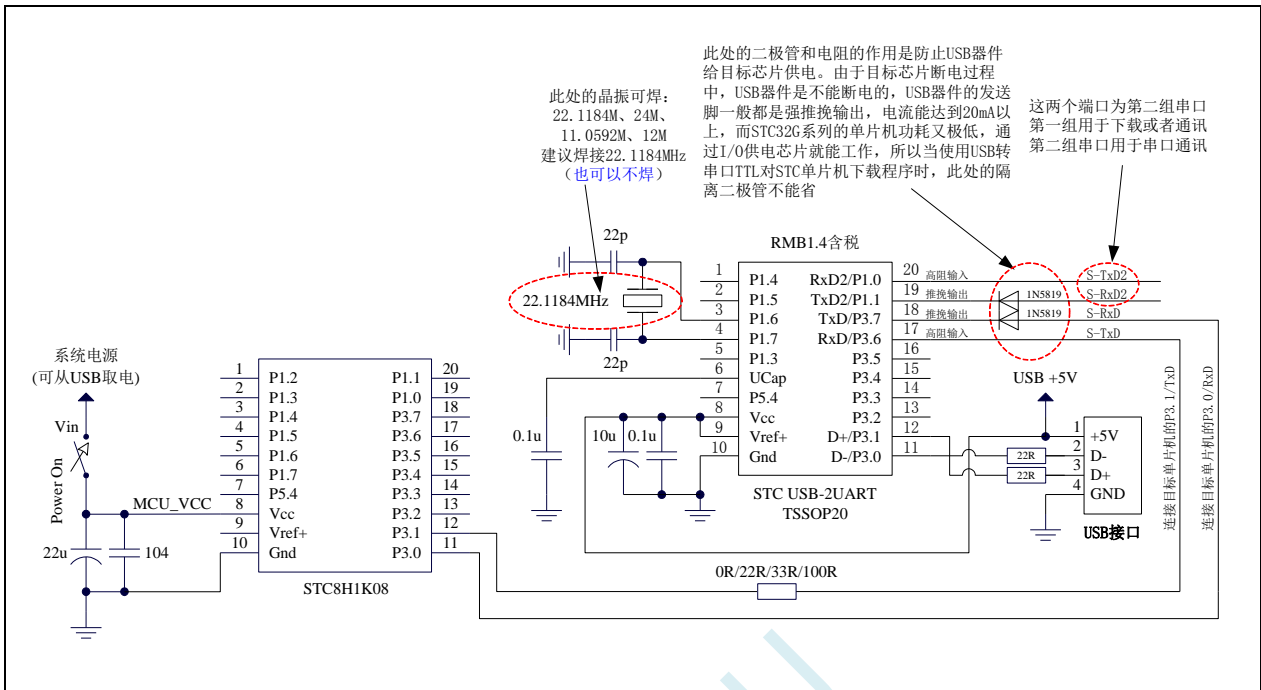 此处的二极管和电阻的作用是防止USB器件
给目标芯片供电。由于目标芯片断电过程
中，USB器件是不能断电的，USB器件的发送
脚一般都是强推挽输出，电流能达到20mA以
上，而STC32G系列的单片机功耗又极低，通
过I/O供电芯片就能工作，所以当使用USB转
串口TTL对STC单片机下载程序时，此处的隔
离二极管不能省
此处的晶振可焊：
22.1184M、24M、
11.0592M、12M
建议焊接22.1184MHz
（也可以不焊）
这两个端口为第二组串口
第一组用于下载或者通讯
第二组串口用于串口通讯
22p
22.1184MHz
22p
RMB1.4含税
1 P1.4 RxD2/P1.0 20 高阻输入 S-TxD2
2 P1.5 TxD2/P1.1 19 推挽输出 1N5819 S-RxD2
3 P1.6 TxD/P3.7 18 推挽输出 1N5819 S-RxD
4 P1.7 RxD/P3.6 17 高阻输入 S-TxD
5 P1.3 P3.5 16
6 UCap P3.4 15
7 P5.4 P3.3 14
8 Vcc P3.2 13
9 Vref+ D+/P3.1 12
10 Gnd D-/P3.0 11
STC USB-2UART
TSSOP20
0.1u
10u
0.1u
USB +5V
1 +5V
2 D-
3 D+
4 GND
22R
22R
USB接口
连接目标单片机的P3.1/TxD
连接目标单片机的P3.0/RxD
系统电源
(可从USB取电)
Vin
Power On
MCU_VCC
22u
104
1 P1.2 P1.1 20
2 P1.3 P1.0 19
3 P1.4 P3.7 18
4 P1.5 P3.6 17
5 P1.6 P3.5 16
6 P1.7 P3.4 15
7 P5.4 P3.3 14
8 Vcc P3.2 13
9 Vref+ P3.1 12
10 Gnd P3.0 11
STC8H1K08
0R/22R/33R/100R